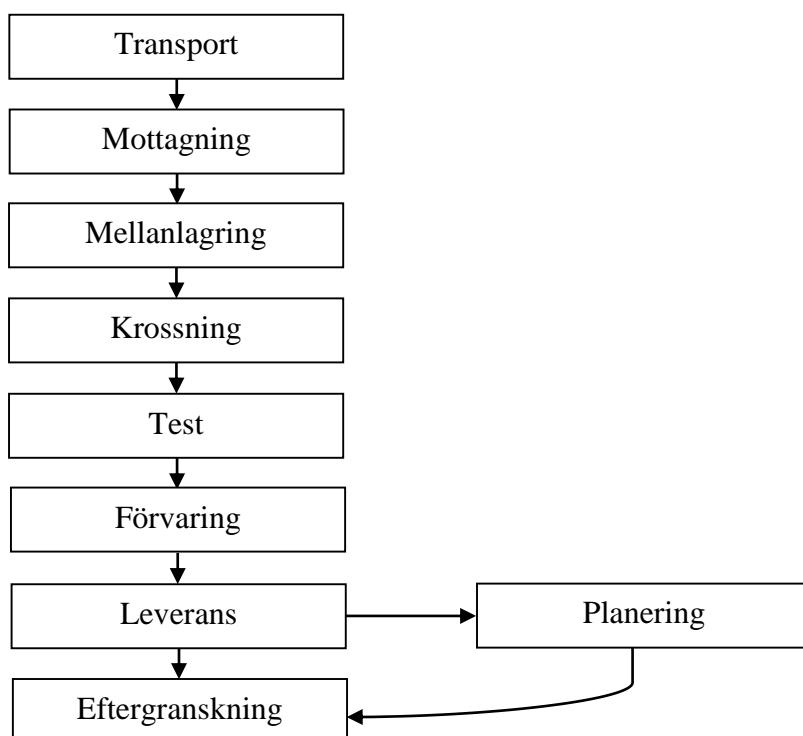 Transport
Mottagning
Mellanlagring
Krossning
Test
Förvaring
Leverans
Planering
Eftergranskning